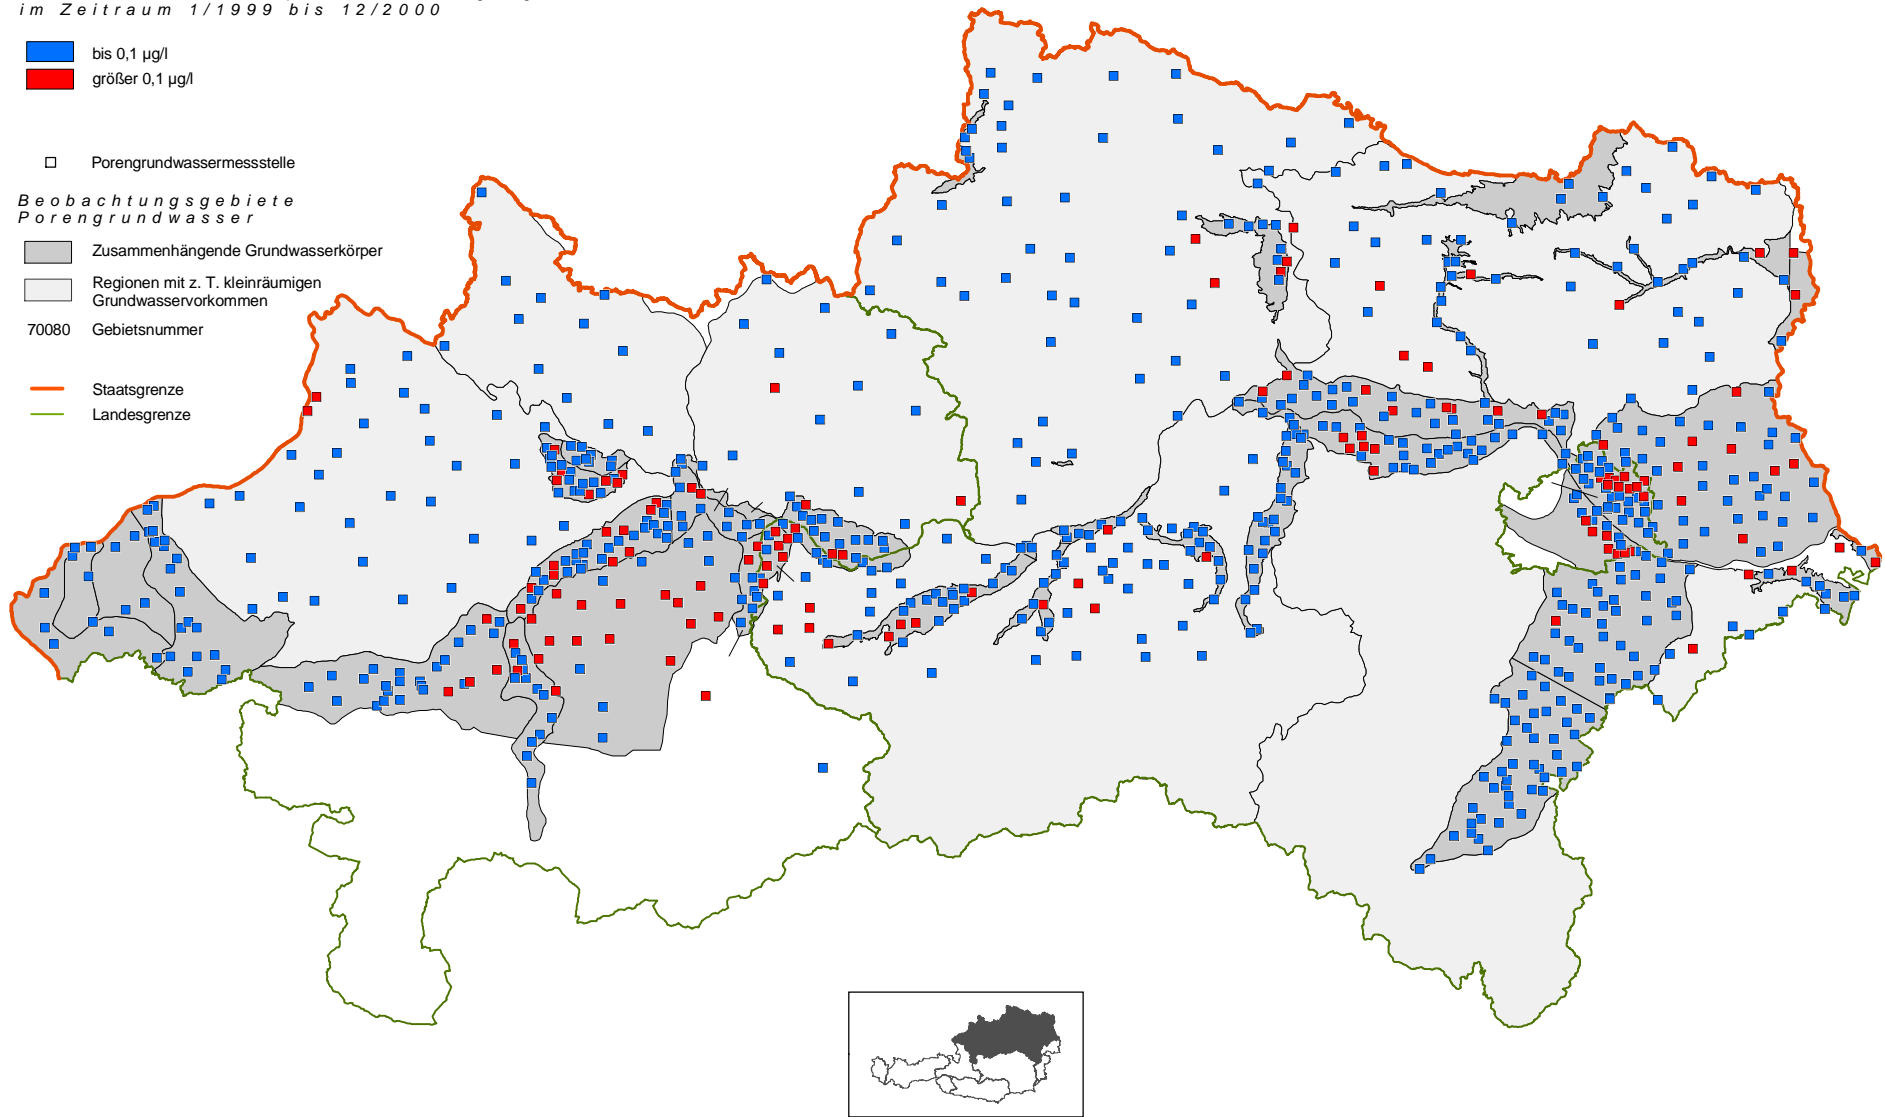 im Zeitraum 1/1999 bis 12/2000
bis 0,1 µg/l
größer 0,1 µg/l
Porengrundwassermessstelle
Beobachtungsgebiete
Porengrundwasser
Zusammenhängende Grundwasserkörper
Regionen mit z. T. kleinräumigen
Grundwasservorkommen
70080 Gebietsnummer
Staatsgrenze
Landesgrenze